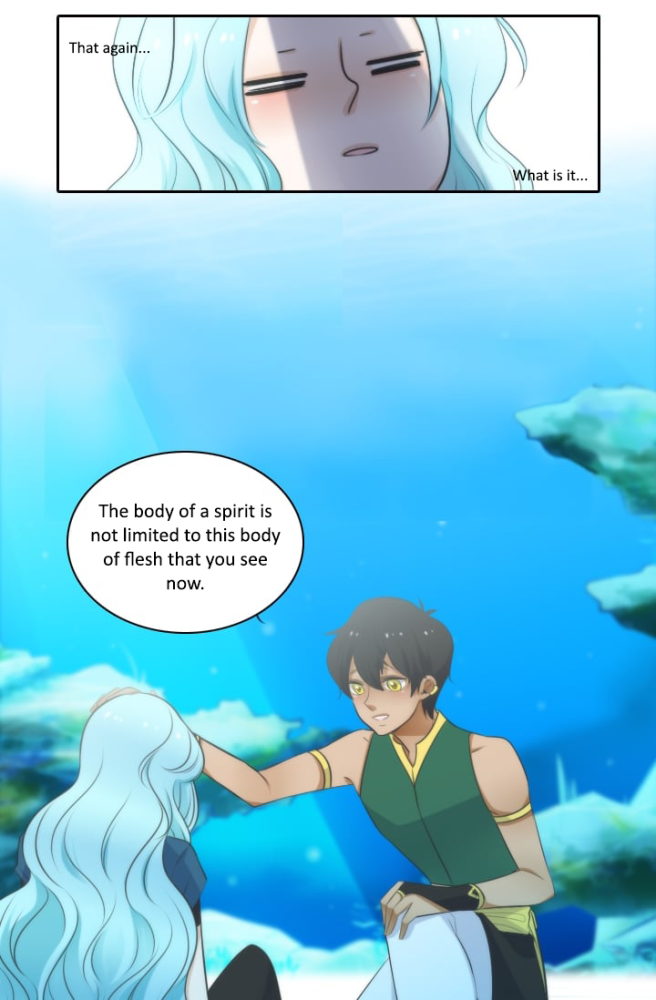 That again...
What is it...
The body of a spirit is
not limited to this body
of flesh that you see
now.